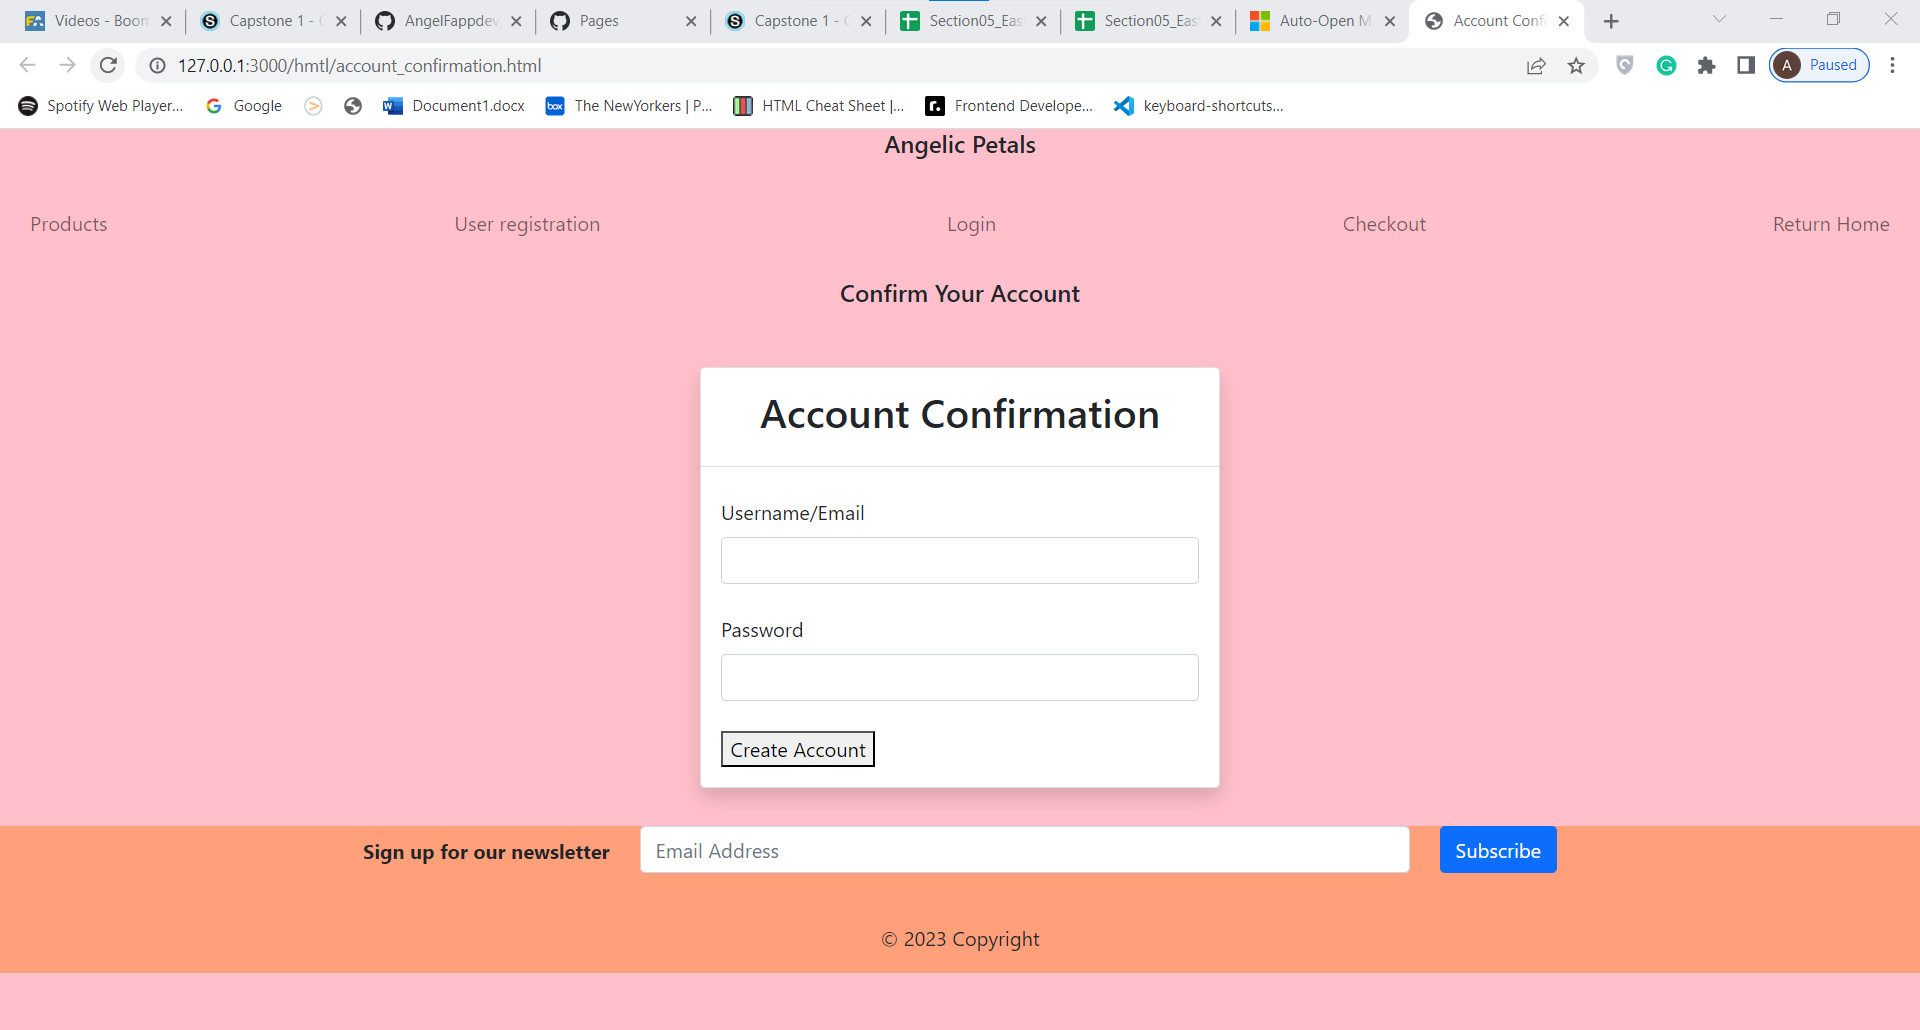 Videos - Boom
Capstone 1 - C
AngelFappdev
Pages
Capstone 1 - C
Section05_East
Section05_East
Auto-Open M
Account Confi
127.0.0.1:3000/hmtl/account_confirmation.html
A Paused
Spotify Web Player...
Google
Document1.docx
The NewYorkers | P...
HTML Cheat Sheet |...
Frontend Develope...
keyboard-shortcuts...
Angelic Petals
Products User registration Login Checkout Return Home
Confirm Your Account
Account Confirmation
Username/Email
Password
Create Account
Sign up for our newsletter Email Address Subscribe
© 2023 Copyright